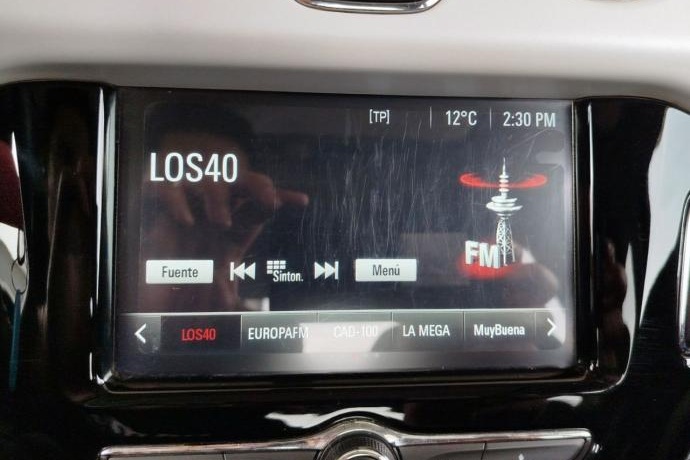 [TP] 12°C 2:30 PM
LOS40
FM
Fuente Sinton. Menú
LOS40 EUROPAFM CAD-100 LA MEGA MuyBuena